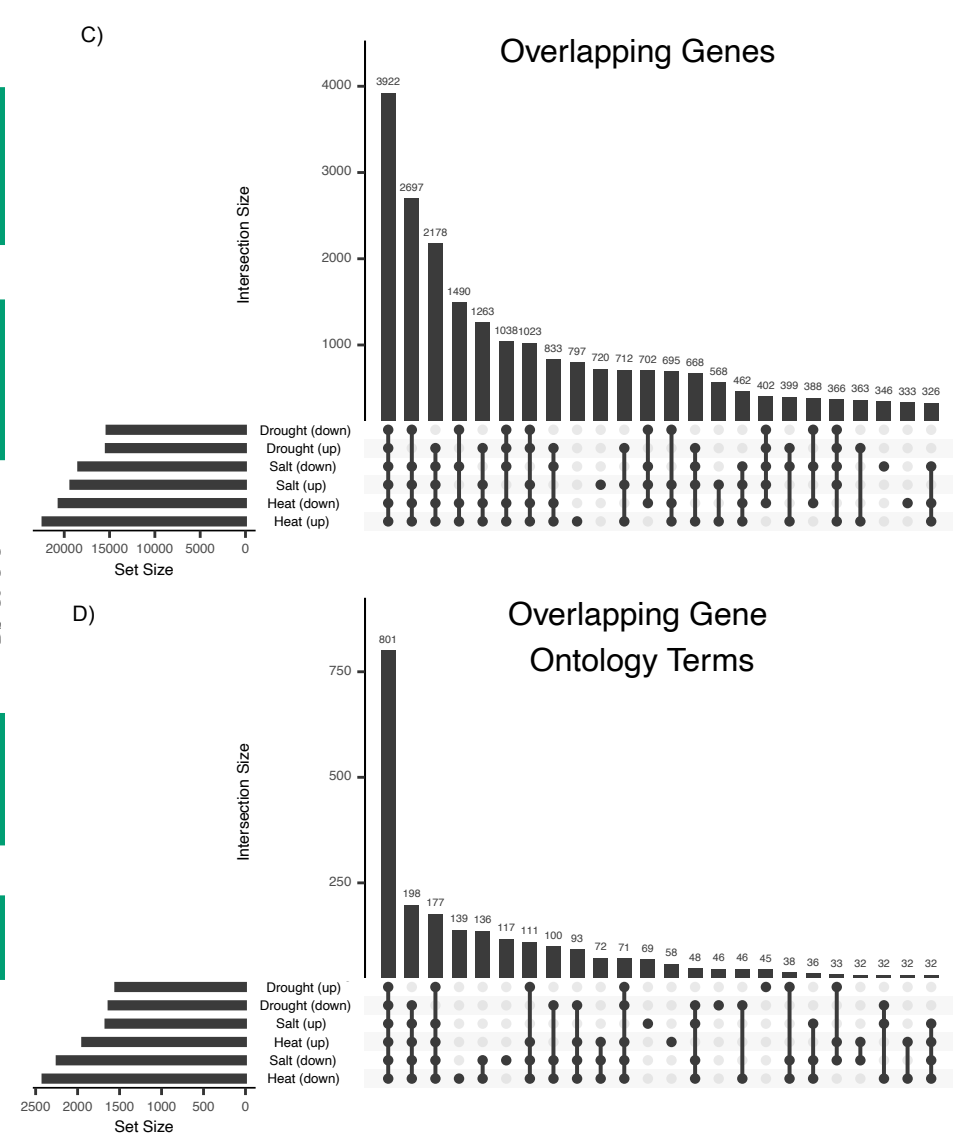 C)
Overlapping Genes
Intersection Size
4000
3000
2000
1000
3922
2697
2178
1490
1263
1038
1023
833
797
720
712
702
695
668
568
462
402
399
388
366
363
346
333
326
Drought (down)
Drought (up)
Salt (down)
Salt (up)
Heat (down)
Heat (up)
20000 15000 10000 5000 0
Set Size
D)
Overlapping Gene
Ontology Terms
Intersection Size
750
500
250
801
198
177
139
136
117
111
100
93
72
71
69
58
48
46
46
45
38
36
33
32
32
32
32
Drought (up)
Drought (down)
Salt (up)
Heat (up)
Salt (down)
Heat (down)
2500 2000 1500 1000 500 0
Set Size